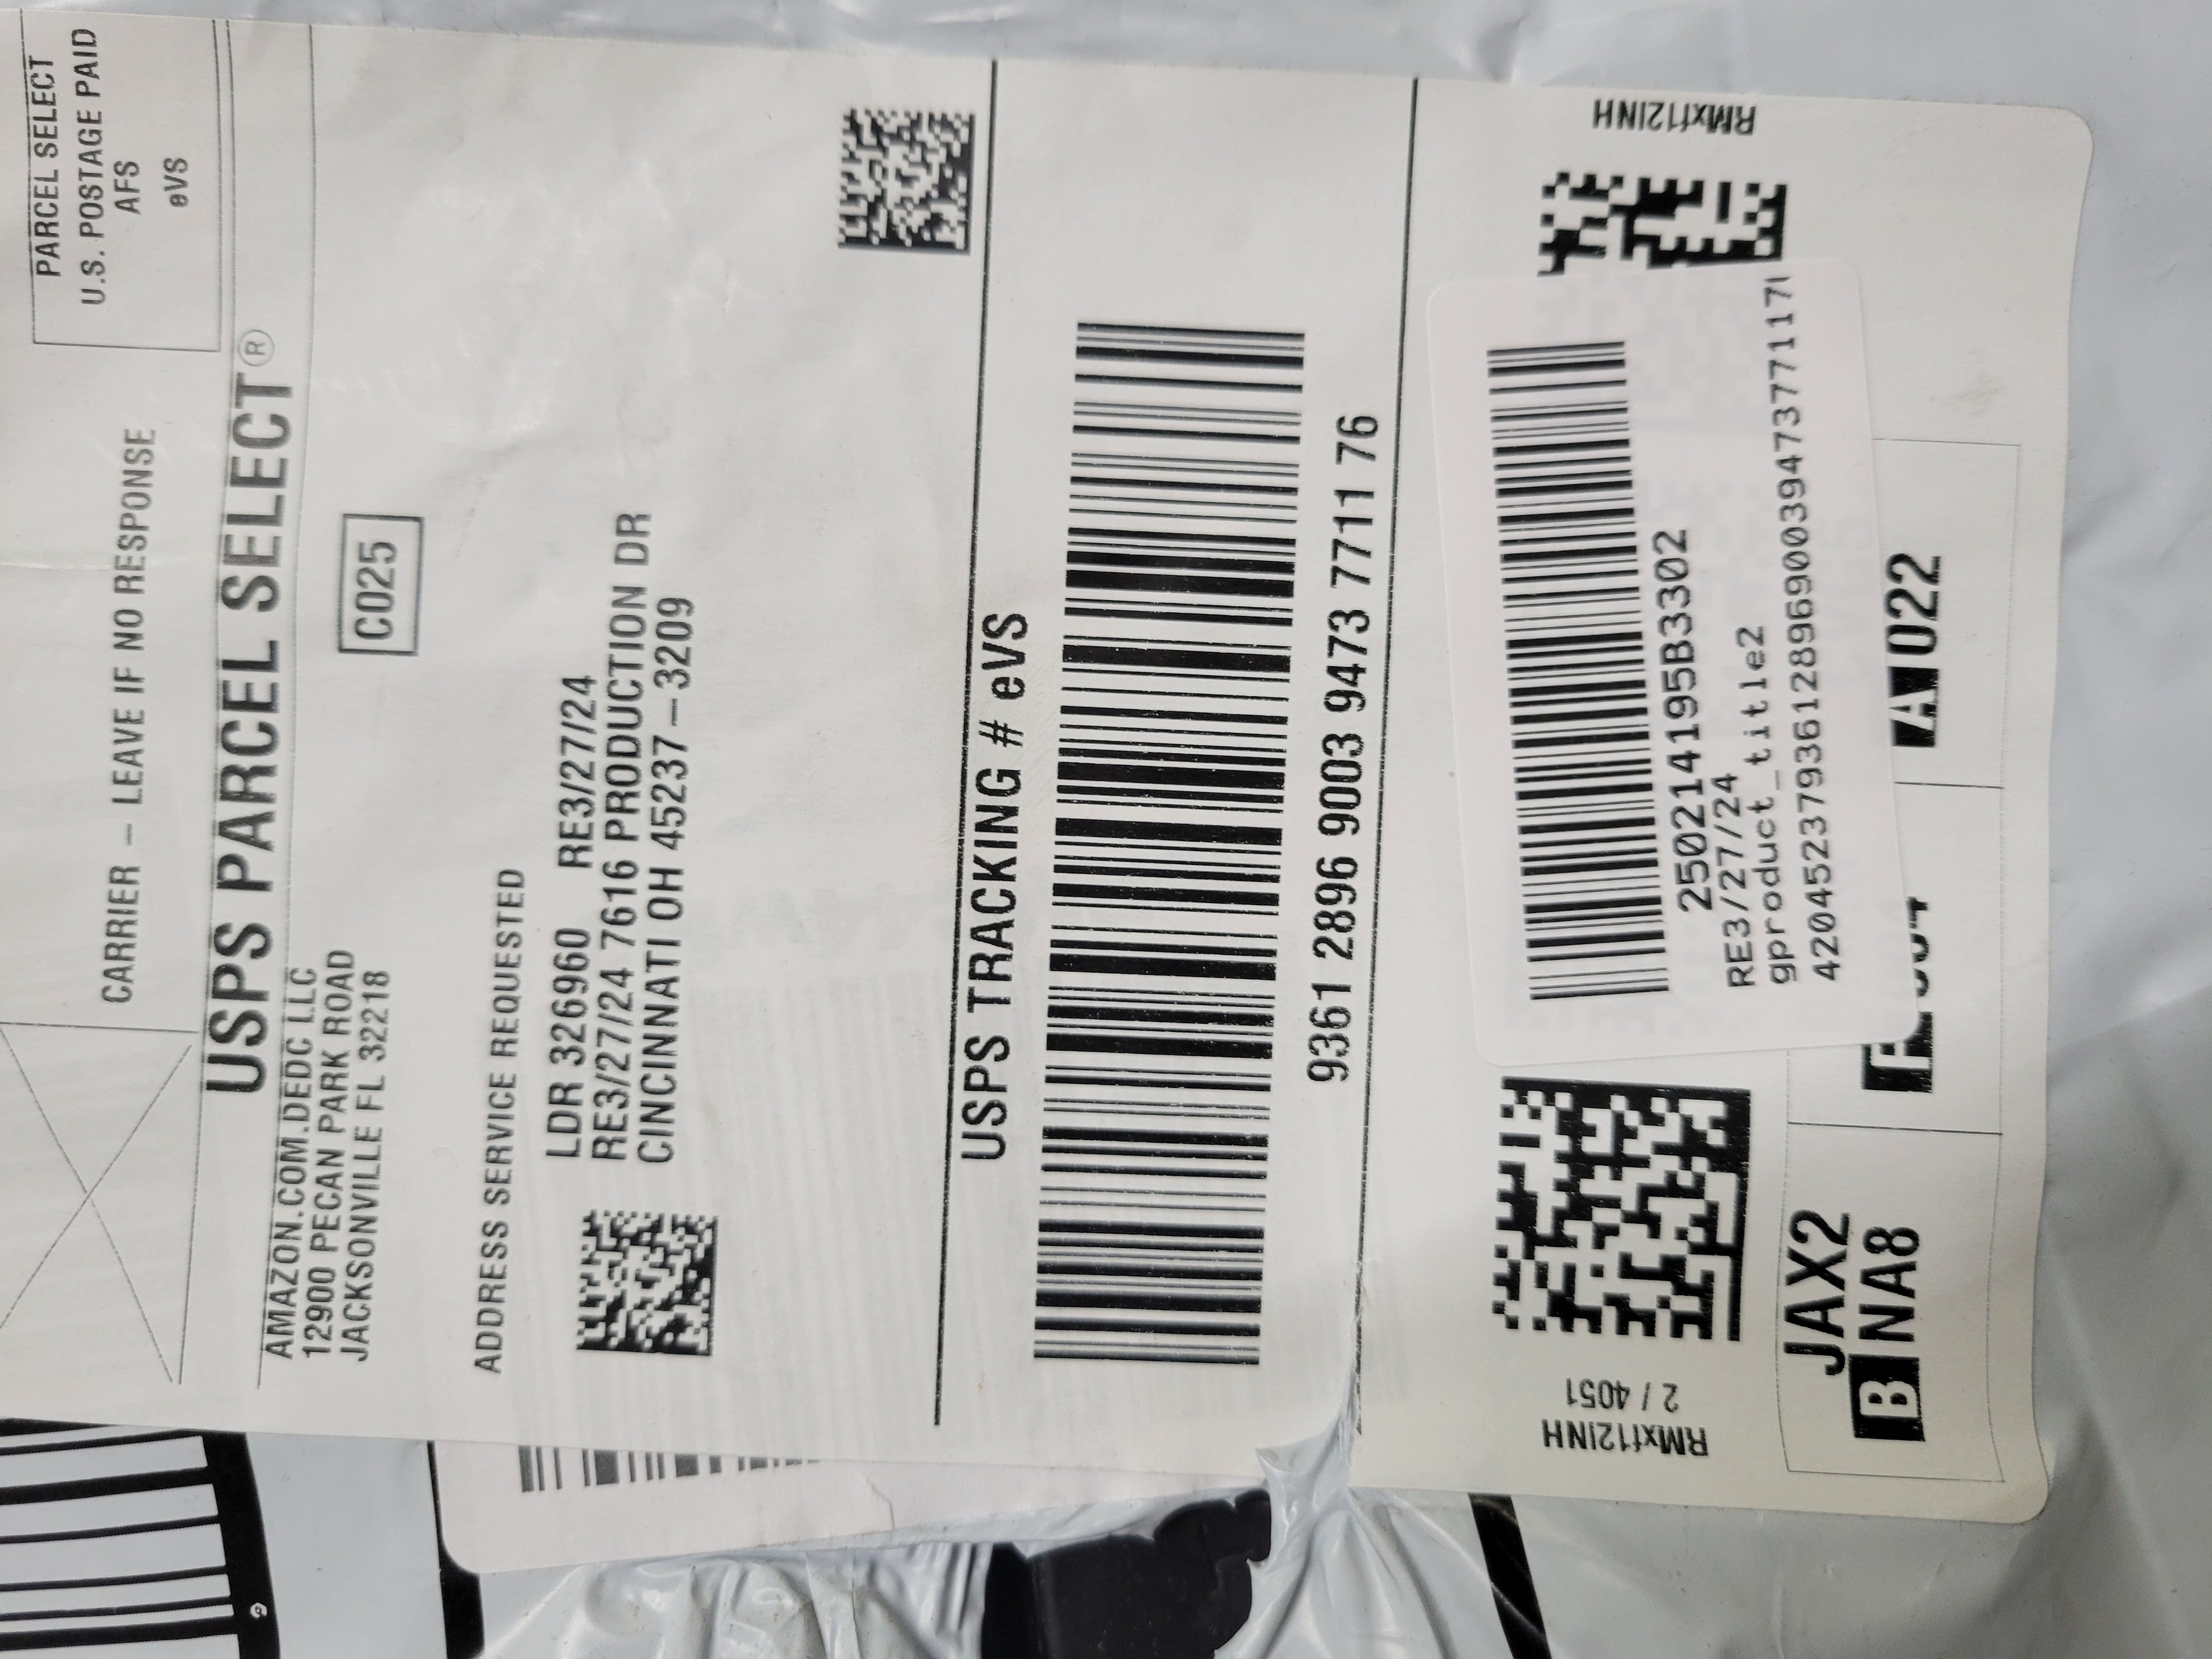 PARCEL SELECT
U.S. POSTAGE PAID
AFS
eVS
CARRIER – LEAVE IF NO RESPONSE
USPS PARCEL SELECT®
AMAZON.COM.DEDC LLC
12900 PECAN PARK ROAD
JACKSONVILLE FL 32218
C025
ADDRESS SERVICE REQUESTED
LDR 326960 RE3/27/24
RE3/27/24 7616 PRODUCTION DR
CINCINNATI OH 45237–3209
USPS TRACKING # eVS
9361 2896 9003 9473 7711 76
RMxf12INH
2 / 4051
RMxf12INH
250214195B3302
RE3/27/24
gproduct_title2
420452379361289690039473771117
JAX2
B NA8
A 022